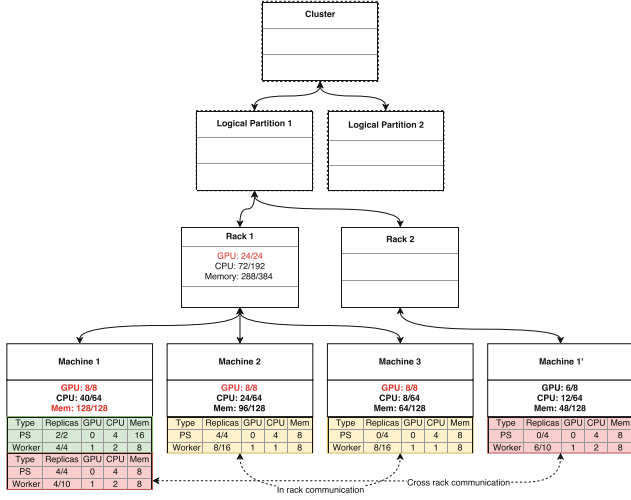 Cluster
Logical Partition 1
Logical Partition 2
Rack 1
GPU: 24/24
CPU: 72/192
Memory: 288/384
Rack 2
Machine 1
GPU: 8/8
CPU: 40/64
Mem: 128/128
Type Replicas GPU CPU Mem
PS 2/2 0 4 16
Worker 4/4 1 2 8
Type Replicas GPU CPU Mem
PS 4/4 0 4 8
Worker 4/10 1 2 8
Machine 2
GPU: 8/8
CPU: 24/64
Mem: 96/128
Type Replicas GPU CPU Mem
PS 4/4 0 4 8
Worker 8/16 1 1 8
Machine 3
GPU: 8/8
CPU: 8/64
Mem: 64/128
Type Replicas GPU CPU Mem
PS 0/4 0 4 8
Worker 8/16 1 1 8
Machine 1'
GPU: 6/8
CPU: 12/64
Mem: 48/128
Type Replicas GPU CPU Mem
PS 0/4 0 4 8
Worker 6/10 1 2 8
In rack communication
Cross rack communication